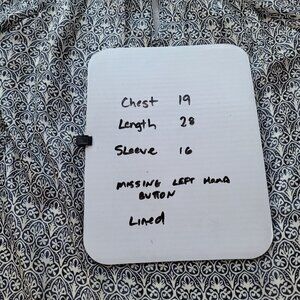 Chest 19
Length 28
Sleeve 16
MISSING LEFT HAND
BUTTON
Lined